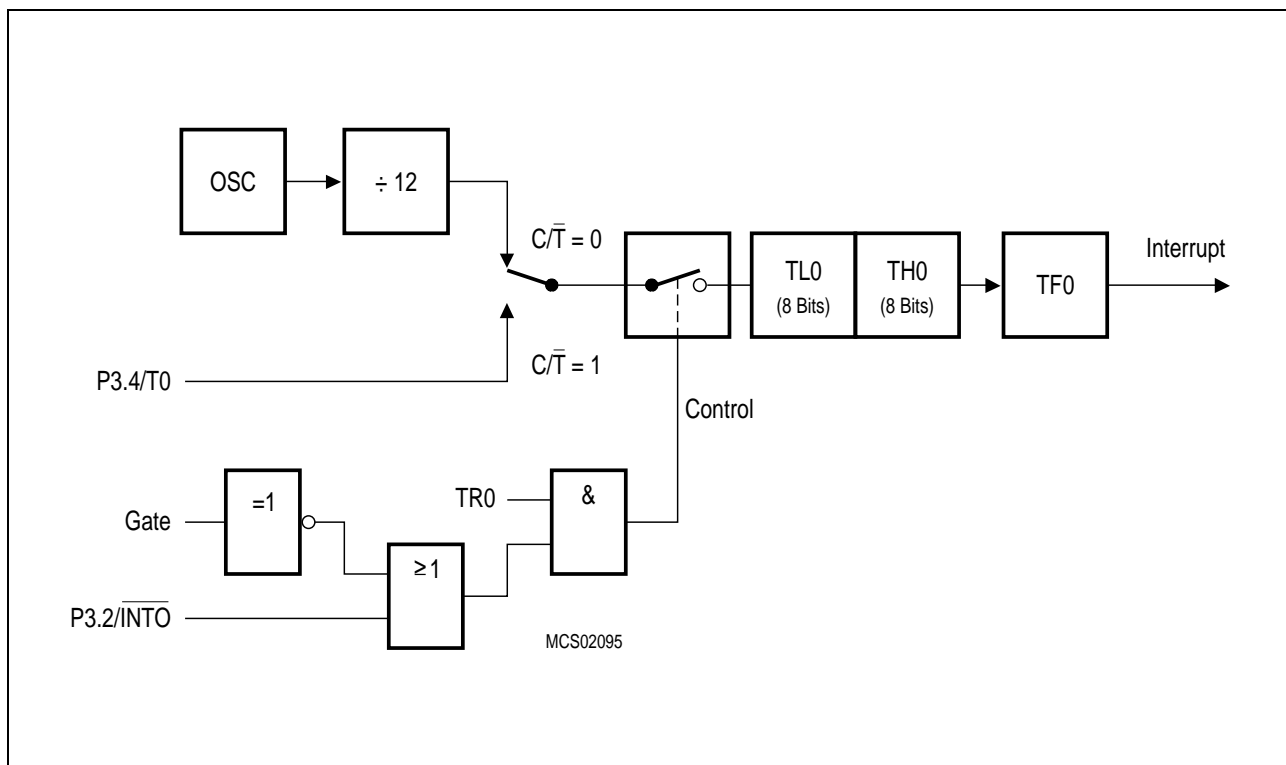 OSC
÷ 12
C/T̅ = 0
TL0
(8 Bits)
TH0
(8 Bits)
TF0
Interrupt
P3.4/T0
C/T̅ = 1
Control
Gate
=1
TR0
&
≥1
P3.2/I̅N̅T̅O̅
MCS02095